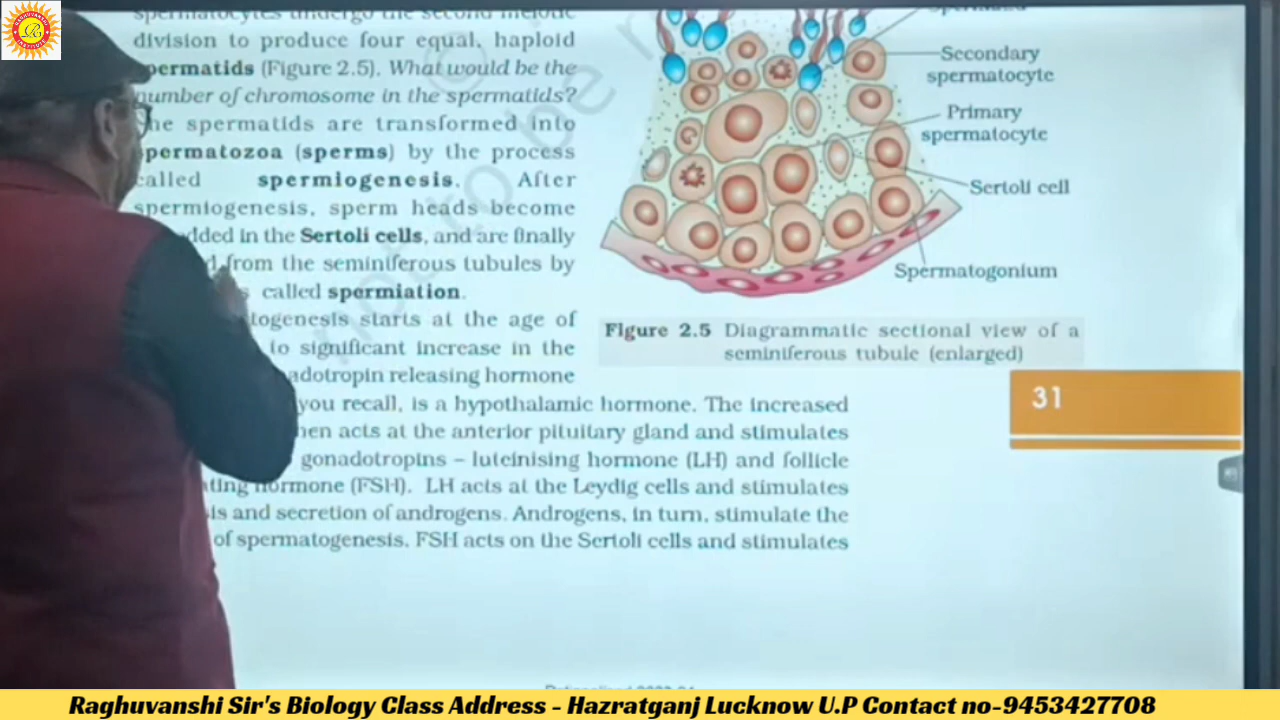 division to produce four equal, haploid
permatids (Figure 2.5). What would be the
number of chromosome in the spermatids?
he spermatids are transformed into
permatozoa (sperms) by the process
called spermiogenesis. After
spermiogenesis, sperm heads become
dded in the Sertoli cells, and are finally
from the seminiferous tubules by
called spermiation.
togenesis starts at the age of
to significant increase in the
adotropin releasing hormone
you recall, is a hypothalamic hormone. The increased
hen acts at the anterior pituitary gland and stimulates
gonadotropins – luteinising hormone (LH) and follicle
ating hormone (FSH). LH acts at the Leydig cells and stimulates
is and secretion of androgens. Androgens, in turn, stimulate the
of spermatogenesis. FSH acts on the Sertoli cells and stimulates
Secondary
spermatocyte
Primary
spermatocyte
Sertoli cell
Spermatogonium
Figure 2.5 Diagrammatic sectional view of a
seminiferous tubule (enlarged)
31
Raghuvanshi Sir's Biology Class Address - Hazratganj Lucknow U.P Contact no-9453427708